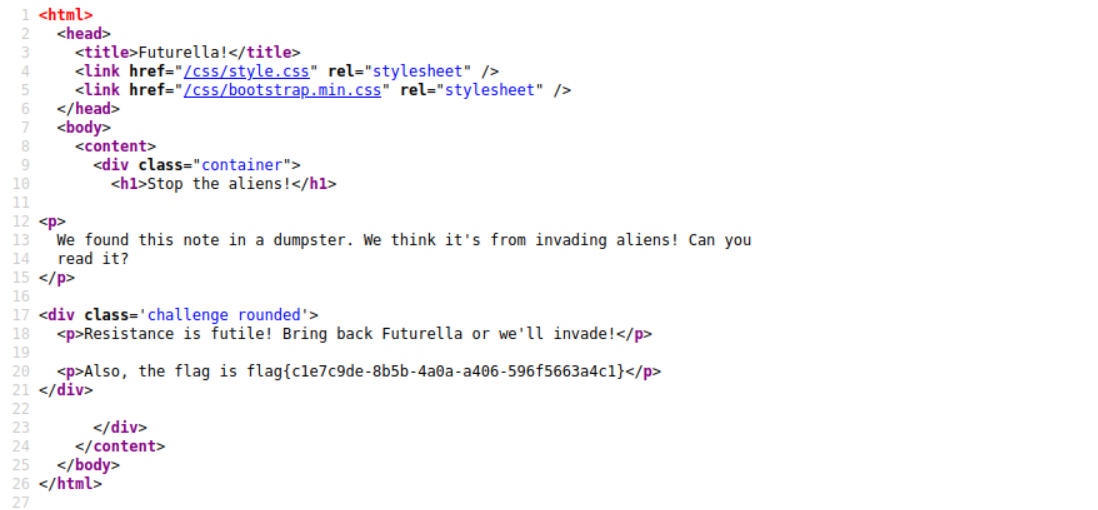 1 <html>
2   <head>
3     <title>Futurella!</title>
4     <link href="/css/style.css" rel="stylesheet" />
5     <link href="/css/bootstrap.min.css" rel="stylesheet" />
6   </head>
7   <body>
8     <content>
9       <div class="container">
10         <h1>Stop the aliens!</h1>
11
12 <p>
13   We found this note in a dumpster. We think it's from invading aliens! Can you
14   read it?
15 </p>
16
17 <div class='challenge rounded'>
18   <p>Resistance is futile! Bring back Futurella or we'll invade!</p>
19
20   <p>Also, the flag is flag{c1e7c9de-8b5b-4a0a-a406-596f5663a4c1}</p>
21 </div>
22
23       </div>
24     </content>
25   </body>
26 </html>
27